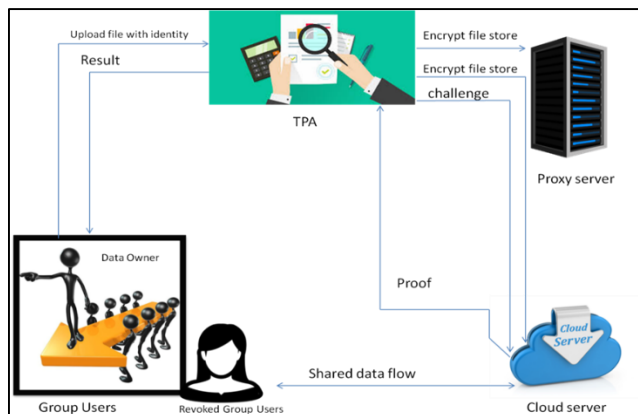 Upload file with identity
Result
Encrypt file store
Encrypt file store
challenge
TPA
Proxy server
Data Owner
Proof
Cloud
Server
Shared data flow
Group Users
Revoked Group Users
Cloud server